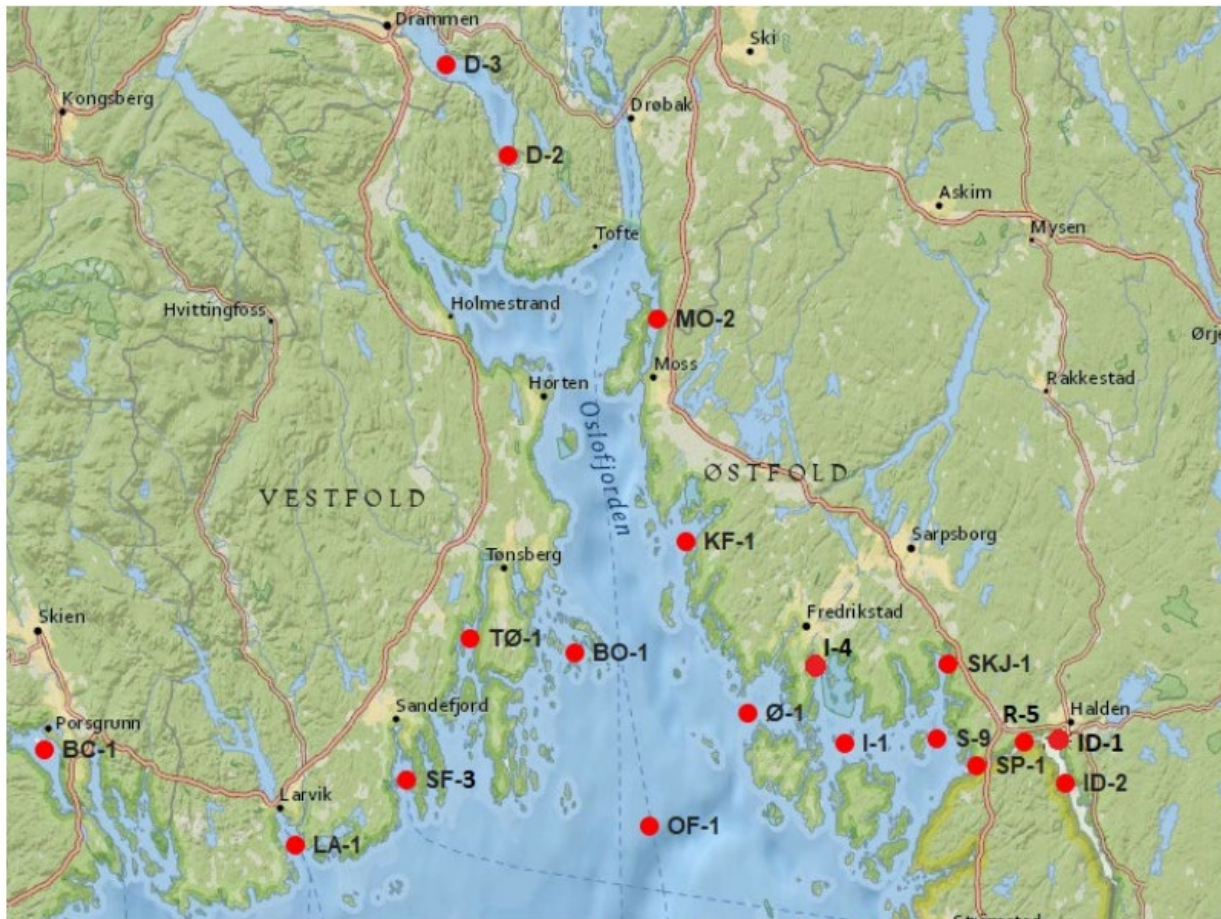 Drammen
Ski
D-3
Kongsberg
Drøbak
D-2
Askim
Mysen
Tofte
Holmestrand
Hvittingfoss
MO-2
Moss
Rakkestad
Horten
Oslofjorden
VESTFOLD
ØSTFOLD
KF-1
Sarpsborg
Tønsberg
Skien
Fredrikstad
TØ-1
BO-1
I-4
SKJ-1
Sandefjord
Ø-1
R-5
Halden
Porsgrunn
BC-1
I-1
S-9
ID-1
SP-1
SF-3
ID-2
Larvik
OF-1
LA-1